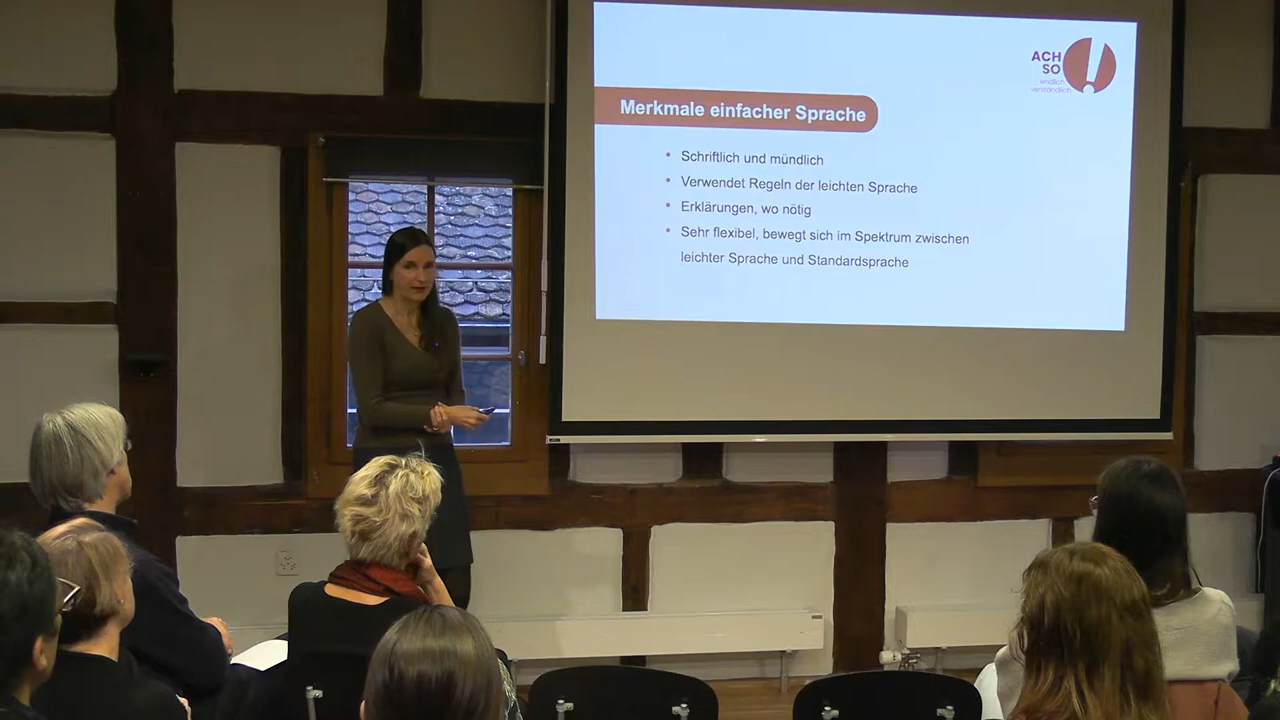 ACH
SO
endlich
verständlich
Merkmale einfacher Sprache
• Schriftlich und mündlich
• Verwendet Regeln der leichten Sprache
• Erklärungen, wo nötig
• Sehr flexibel, bewegt sich im Spektrum zwischen
leichter Sprache und Standardsprache